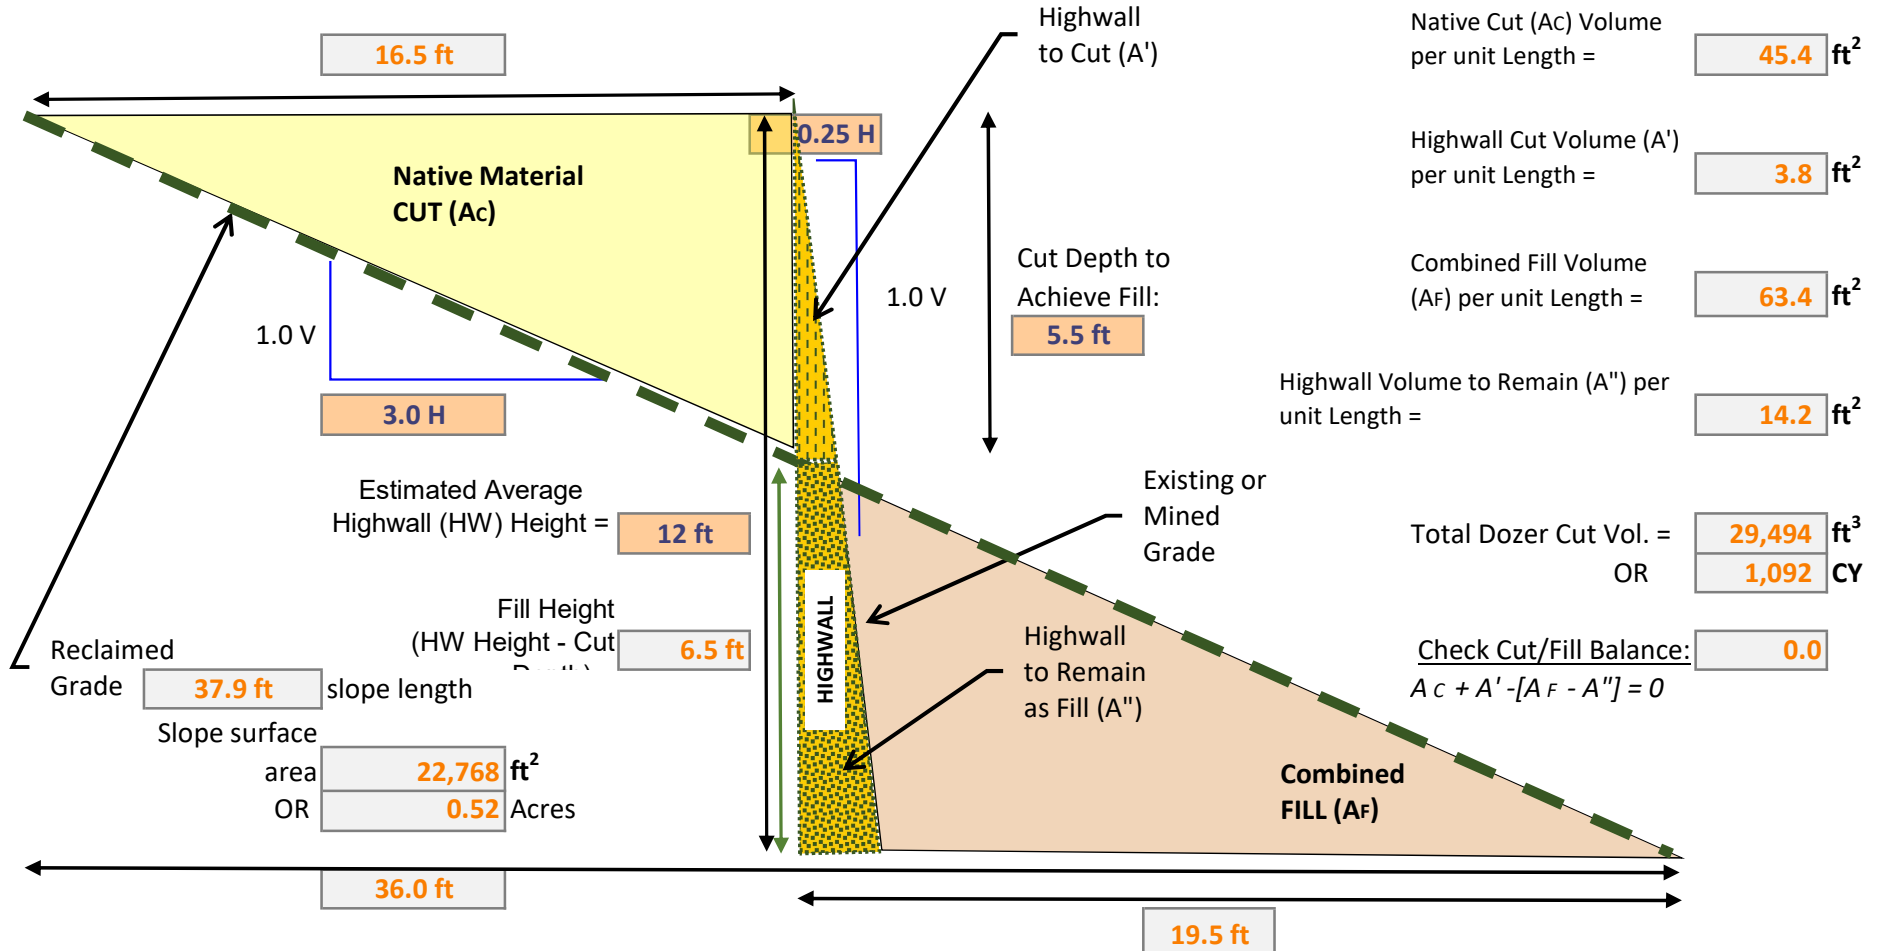 16.5 ft
Highwall
to Cut (A')
Native Cut (AC) Volume
per unit Length =
45.4 ft²
0.25 H
Highwall Cut Volume (A')
per unit Length =
3.8 ft²
Native Material
CUT (AC)
Cut Depth to
Achieve Fill:
5.5 ft
1.0 V
Combined Fill Volume
(AF) per unit Length =
63.4 ft²
1.0 V
3.0 H
Highwall Volume to Remain (A") per
unit Length =
14.2 ft²
Estimated Average
Highwall (HW) Height =
12 ft
Existing or
Mined
Grade
Total Dozer Cut Vol. =
29,494 ft³
OR
1,092 CY
Fill Height
(HW Height - Cut
6.5 ft
HIGHWALL
Highwall
to Remain
as Fill (A")
Check Cut/Fill Balance:
0.0
A C + A' -[A F - A"] = 0
Reclaimed
Grade
37.9 ft slope length
Slope surface
area
22,768 ft²
OR
0.52 Acres
Combined
FILL (AF)
36.0 ft
19.5 ft